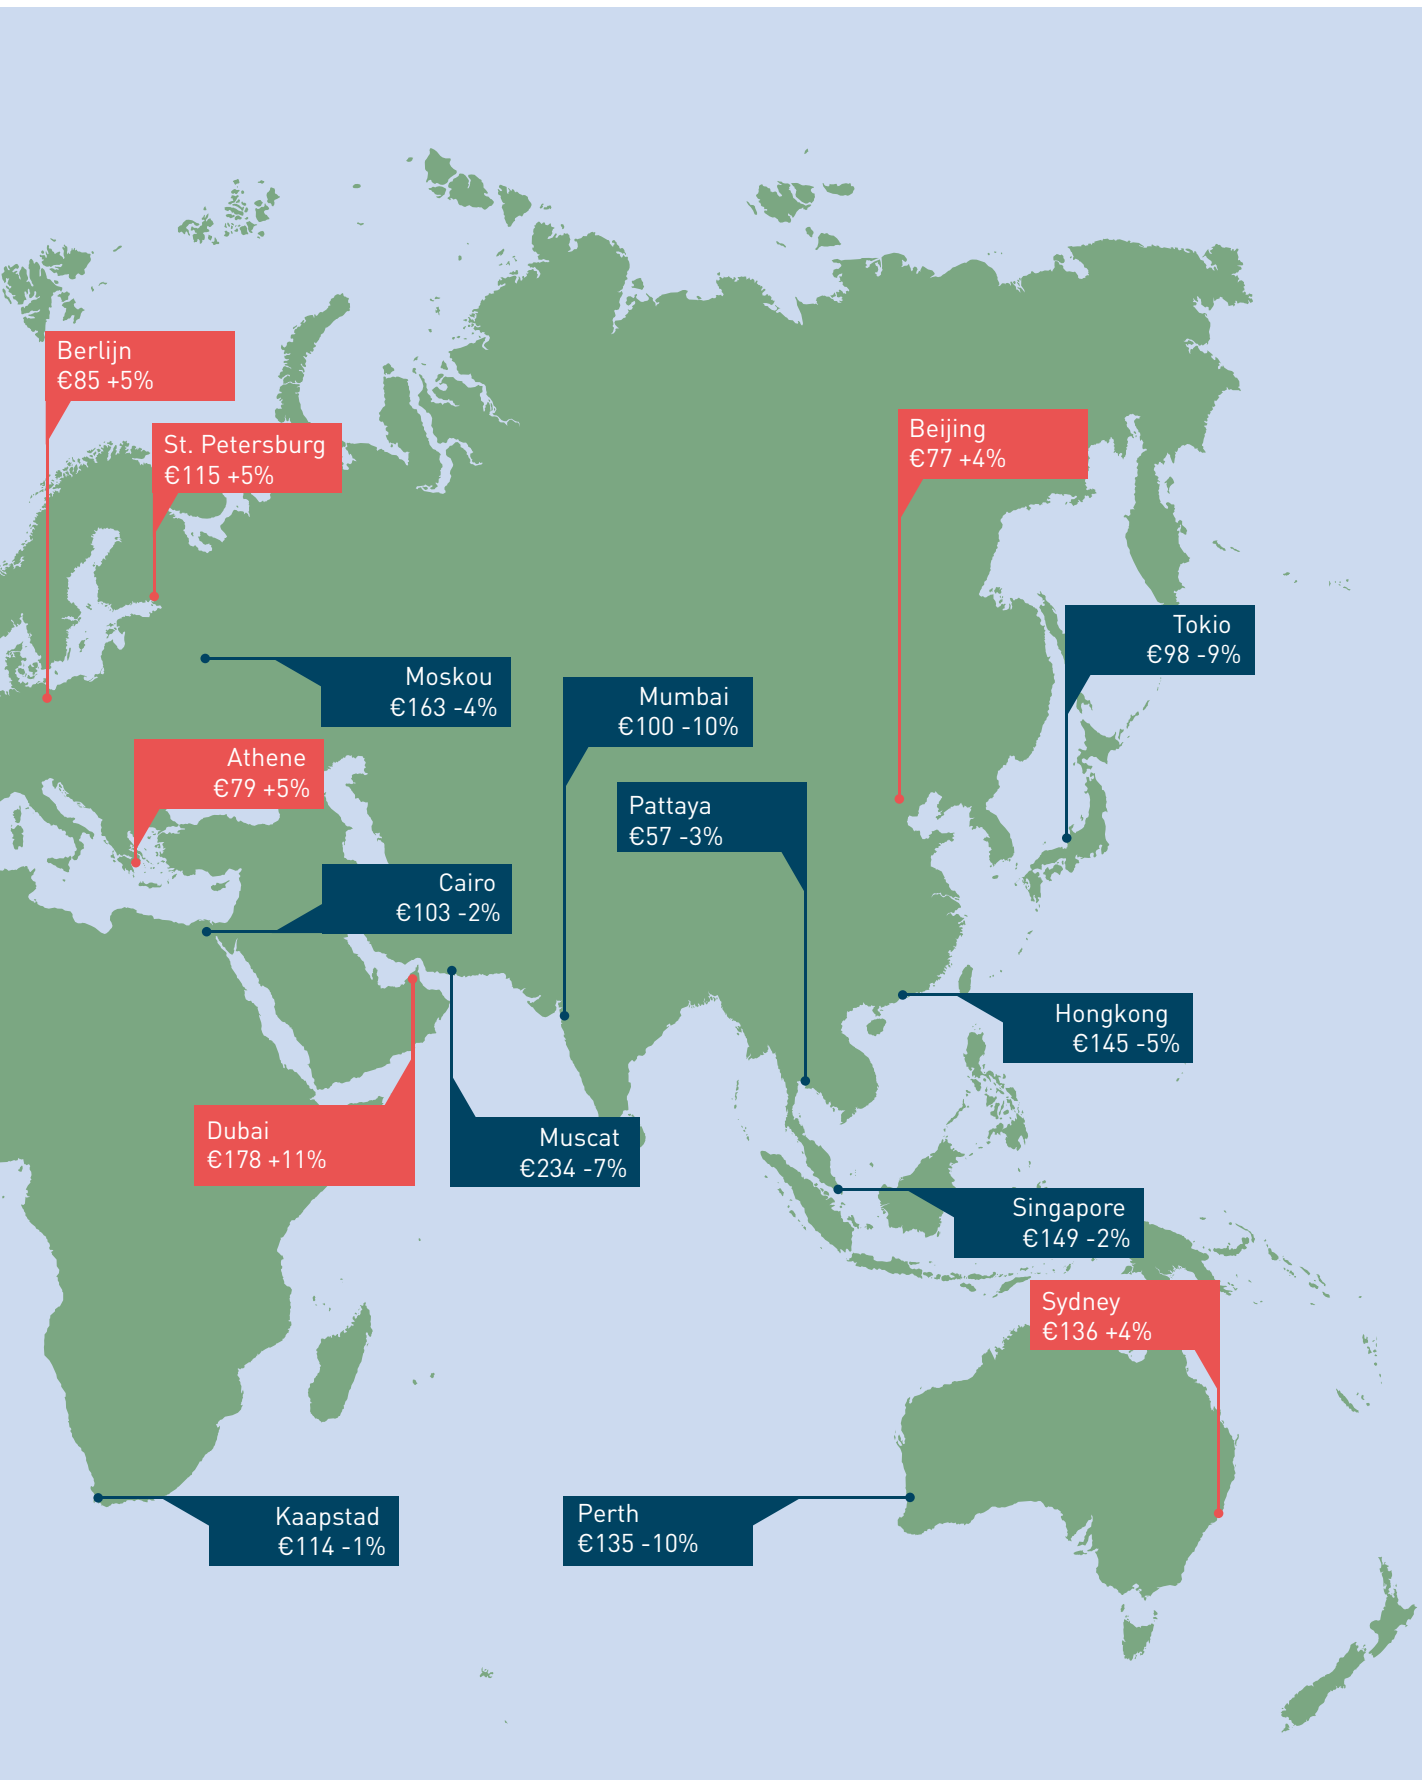 Berlijn
€85 +5%
St. Petersburg
€115 +5%
Beijing
€77 +4%
Tokio
€98 -9%
Moskou
€163 -4%
Mumbai
€100 -10%
Athene
€79 +5%
Pattaya
€57 -3%
Cairo
€103 -2%
Hongkong
€145 -5%
Dubai
€178 +11%
Muscat
€234 -7%
Singapore
€149 -2%
Sydney
€136 +4%
Kaapstad
€114 -1%
Perth
€135 -10%